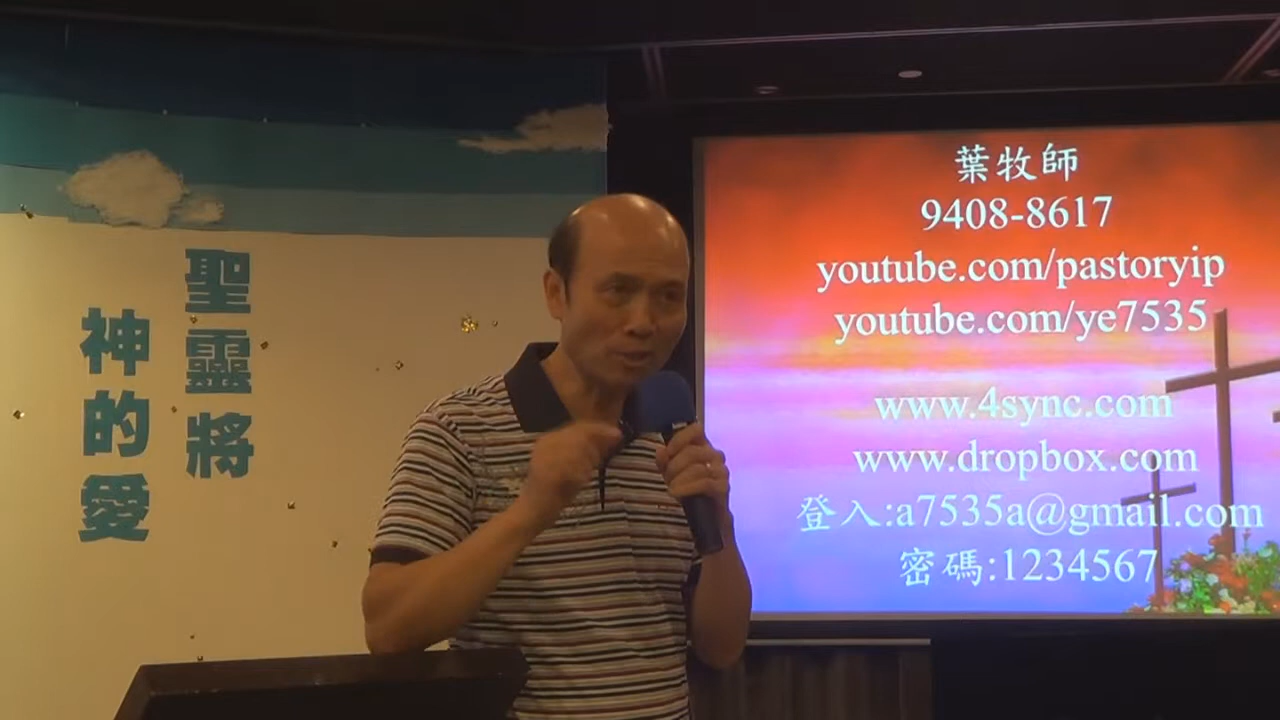 聖靈將
神的愛
葉牧師
9408-8617
youtube.com/pastoryip
youtube.com/ye7535
www.4sync.com
www.dropbox.com
登入:a7535a@gmail.com
密碼:1234567